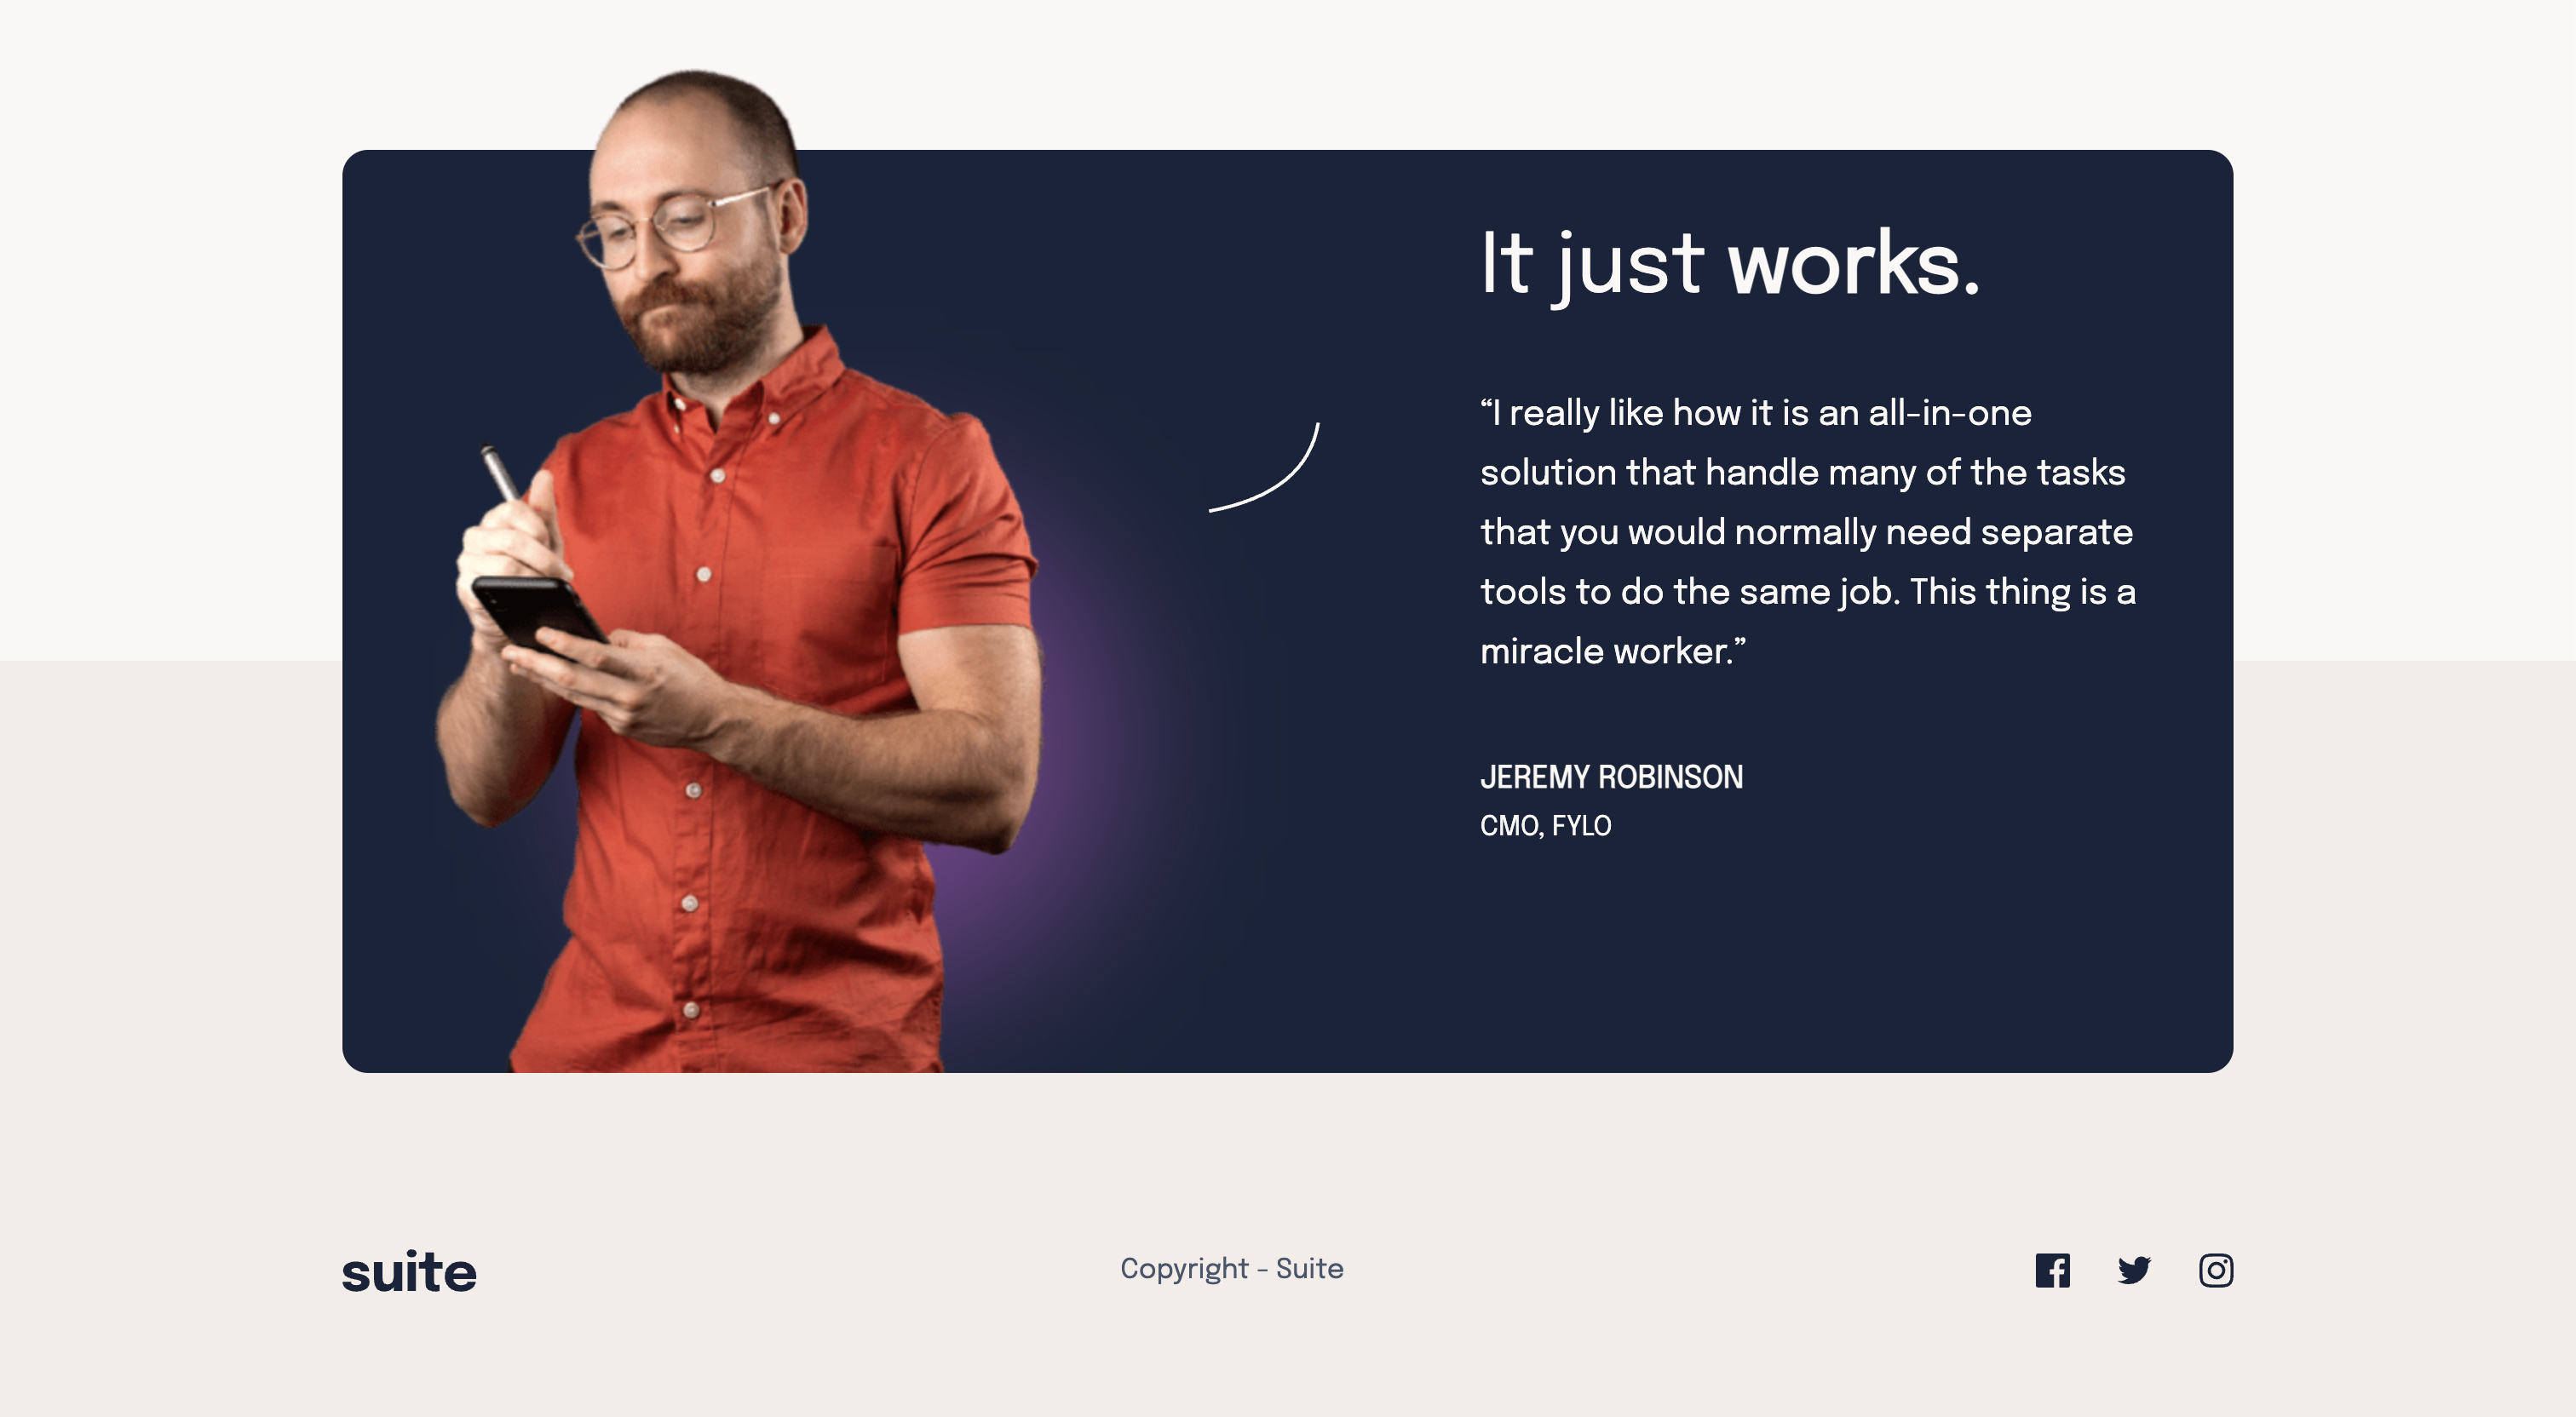 It just works.
“I really like how it is an all-in-one
solution that handle many of the tasks
that you would normally need separate
tools to do the same job. This thing is a
miracle worker.”
JEREMY ROBINSON
CMO, FYLO
suite
Copyright - Suite